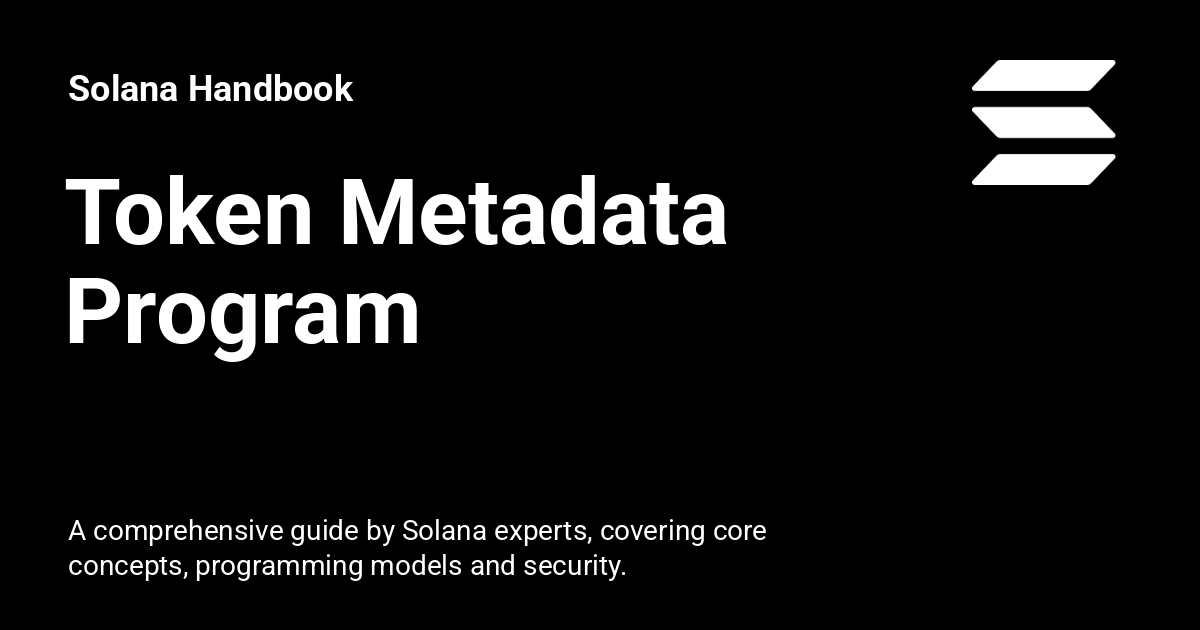 Solana Handbook
Token Metadata
Program
A comprehensive guide by Solana experts, covering core
concepts, programming models and security.